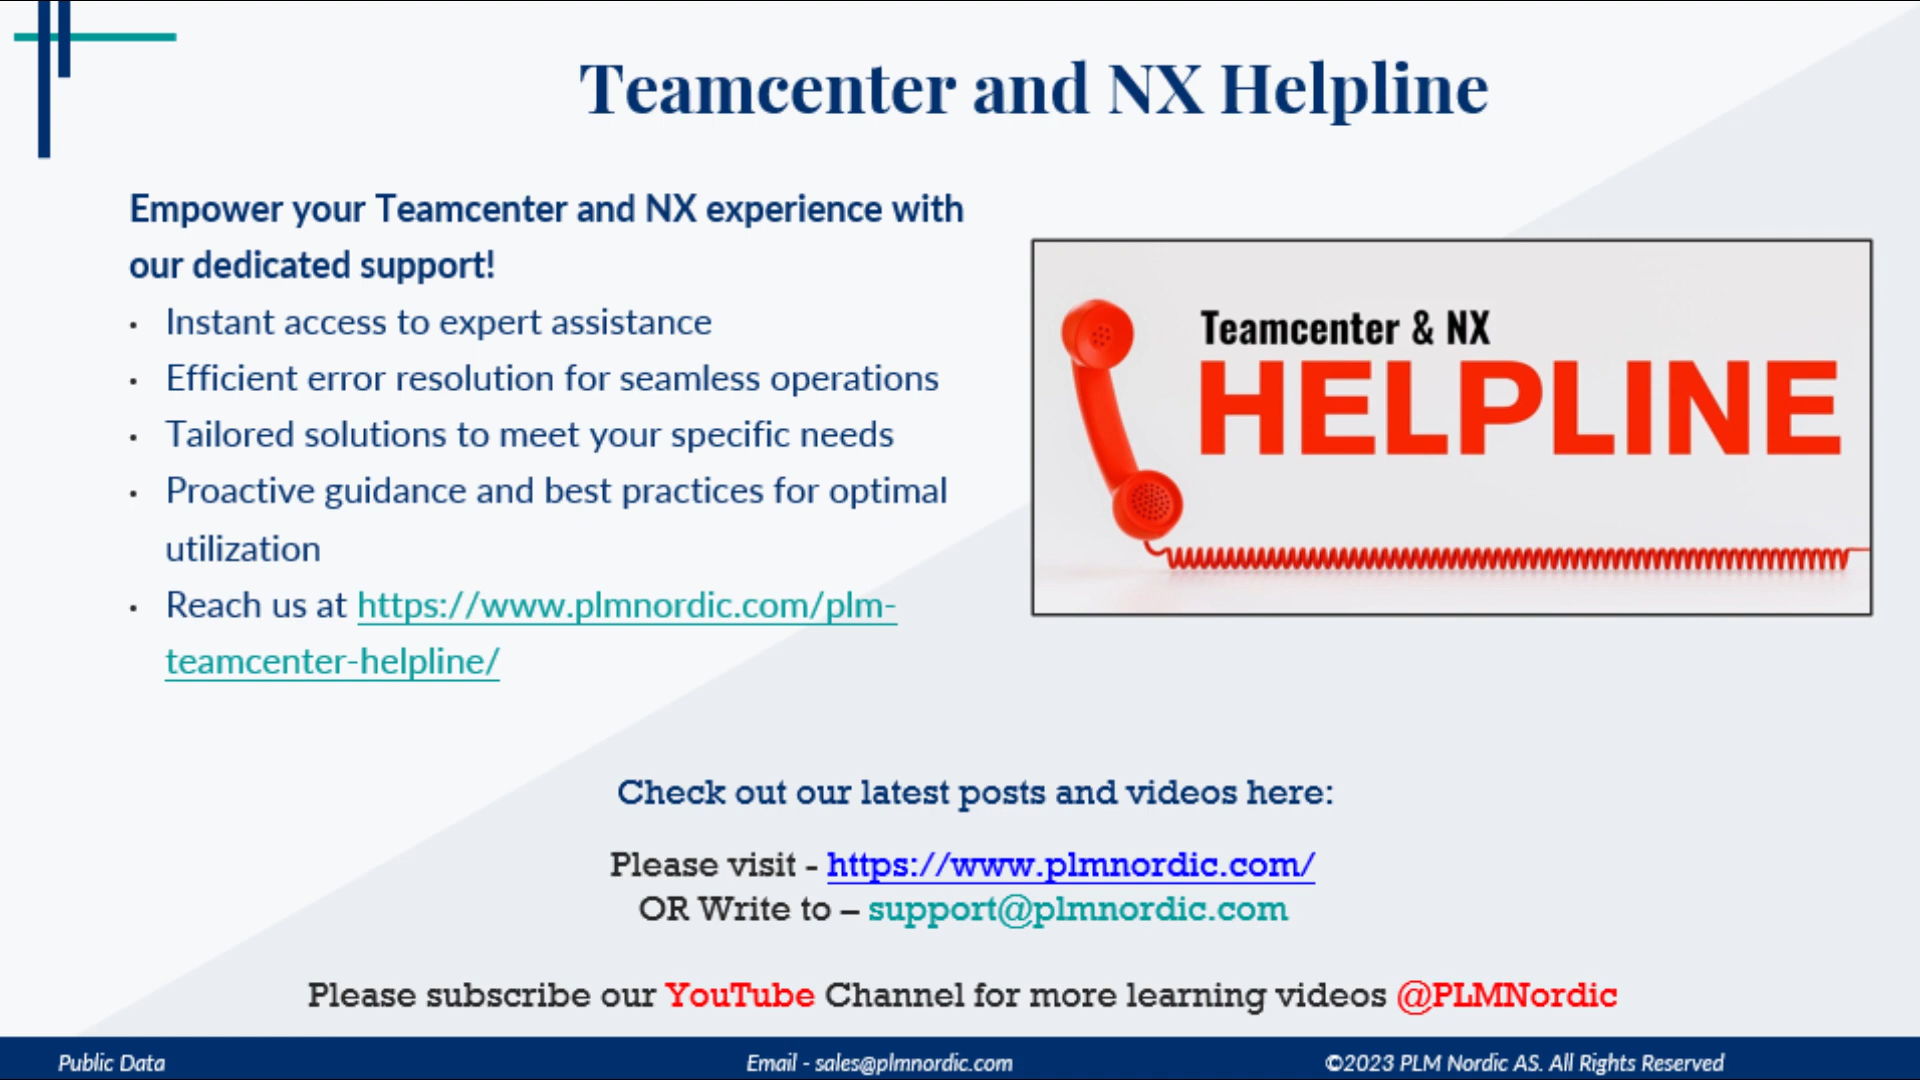 Teamcenter and NX Helpline
Empower your Teamcenter and NX experience with
our dedicated support!
• Instant access to expert assistance
• Efficient error resolution for seamless operations
• Tailored solutions to meet your specific needs
• Proactive guidance and best practices for optimal
utilization
• Reach us at https://www.plmnordic.com/plm-
teamcenter-helpline/
Teamcenter & NX
HELPLINE
Check out our latest posts and videos here:
Please visit - https://www.plmnordic.com/
OR Write to – support@plmnordic.com
Please subscribe our YouTube Channel for more learning videos @PLMNordic
Public Data
Email - sales@plmnordic.com
©2023 PLM Nordic AS. All Rights Reserved